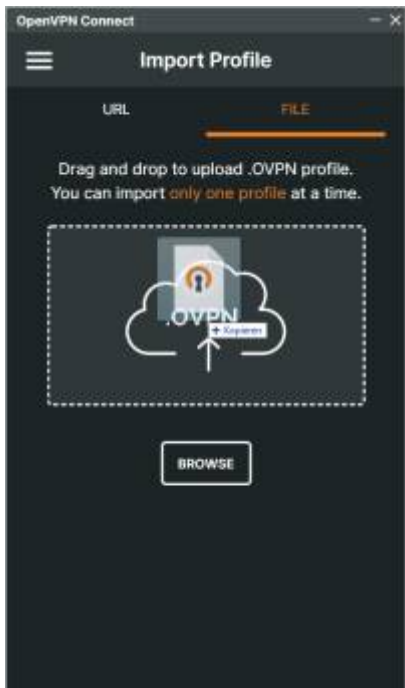 OpenVPN Connect
Import Profile
URL FILE
Drag and drop to upload .OVPN profile.
You can import only one profile at a time.
.OVPN
+ Kopieren
BROWSE